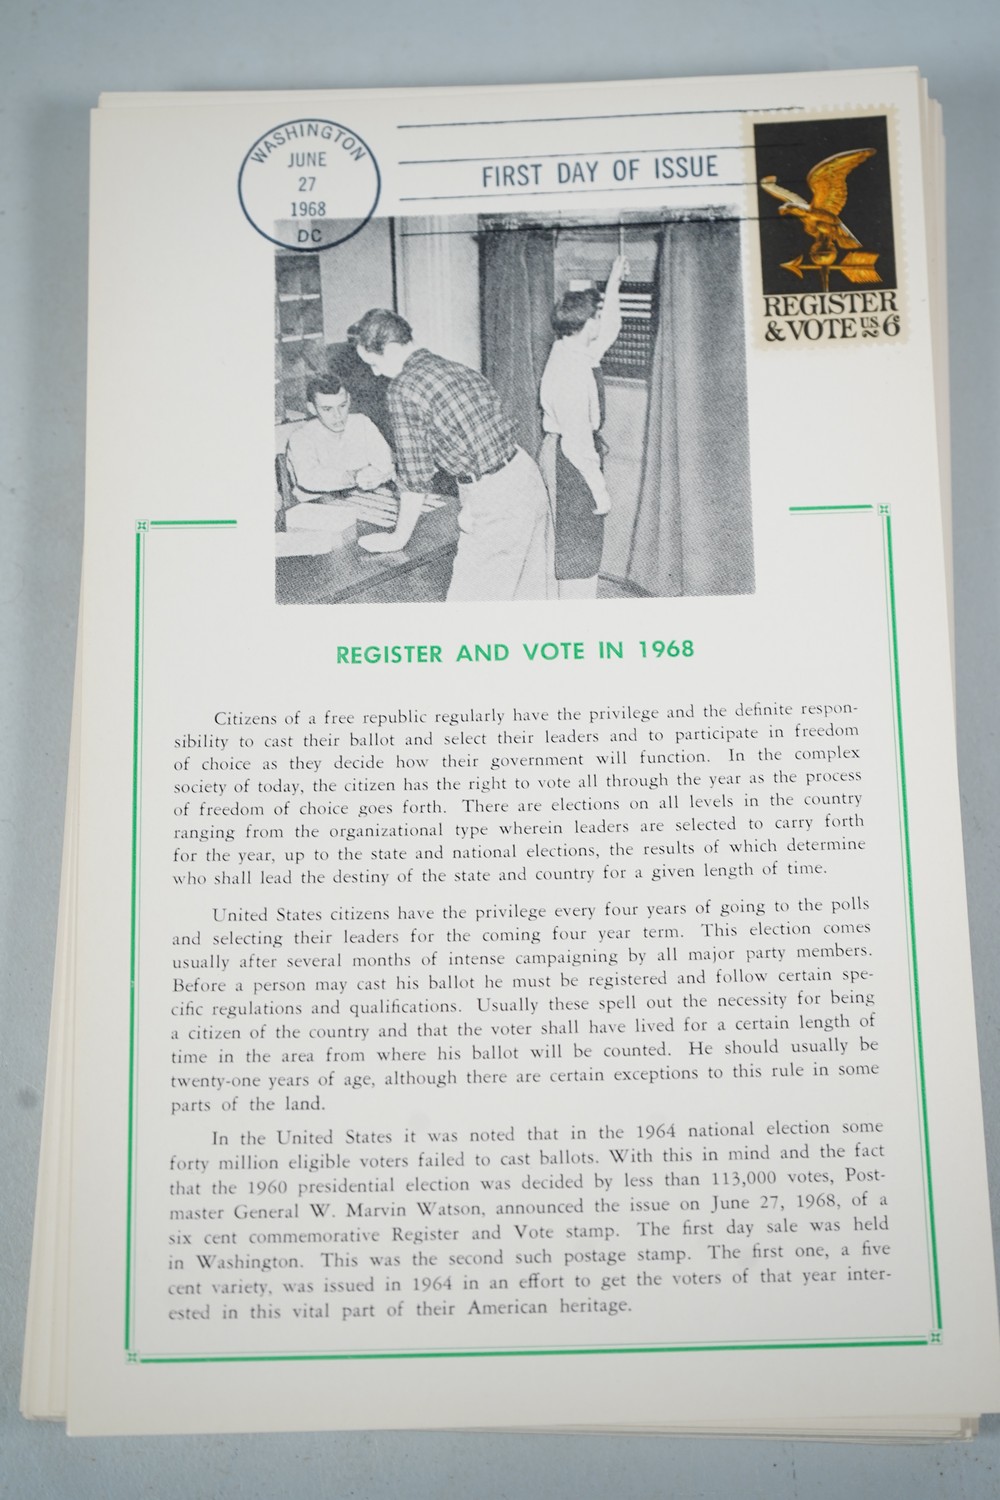 WASHINGTON
JUNE
27
1968
DC
FIRST DAY OF ISSUE
REGISTER
& VOTE U.S. 6c
REGISTER AND VOTE IN 1968
Citizens of a free republic regularly have the privilege and the definite respon-
sibility to cast their ballot and select their leaders and to participate in freedom
of choice as they decide how their government will function. In the complex
society of today, the citizen has the right to vote all through the year as the process
of freedom of choice goes forth. There are elections on all levels in the country
ranging from the organizational type wherein leaders are selected to carry forth
for the year, up to the state and national elections, the results of which determine
who shall lead the destiny of the state and country for a given length of time.
United States citizens have the privilege every four years of going to the polls
and selecting their leaders for the coming four year term. This election comes
usually after several months of intense campaigning by all major party members.
Before a person may cast his ballot he must be registered and follow certain spe-
cific regulations and qualifications. Usually these spell out the necessity for being
a citizen of the country and that the voter shall have lived for a certain length of
time in the area from where his ballot will be counted. He should usually be
twenty-one years of age, although there are certain exceptions to this rule in some
parts of the land.
In the United States it was noted that in the 1964 national election some
forty million eligible voters failed to cast ballots. With this in mind and the fact
that the 1960 presidential election was decided by less than 113,000 votes, Post-
master General W. Marvin Watson, announced the issue on June 27, 1968, of a
six cent commemorative Register and Vote stamp. The first day sale was held
in Washington. This was the second such postage stamp. The first one, a five
cent variety, was issued in 1964 in an effort to get the voters of that year inter-
ested in this vital part of their American heritage.